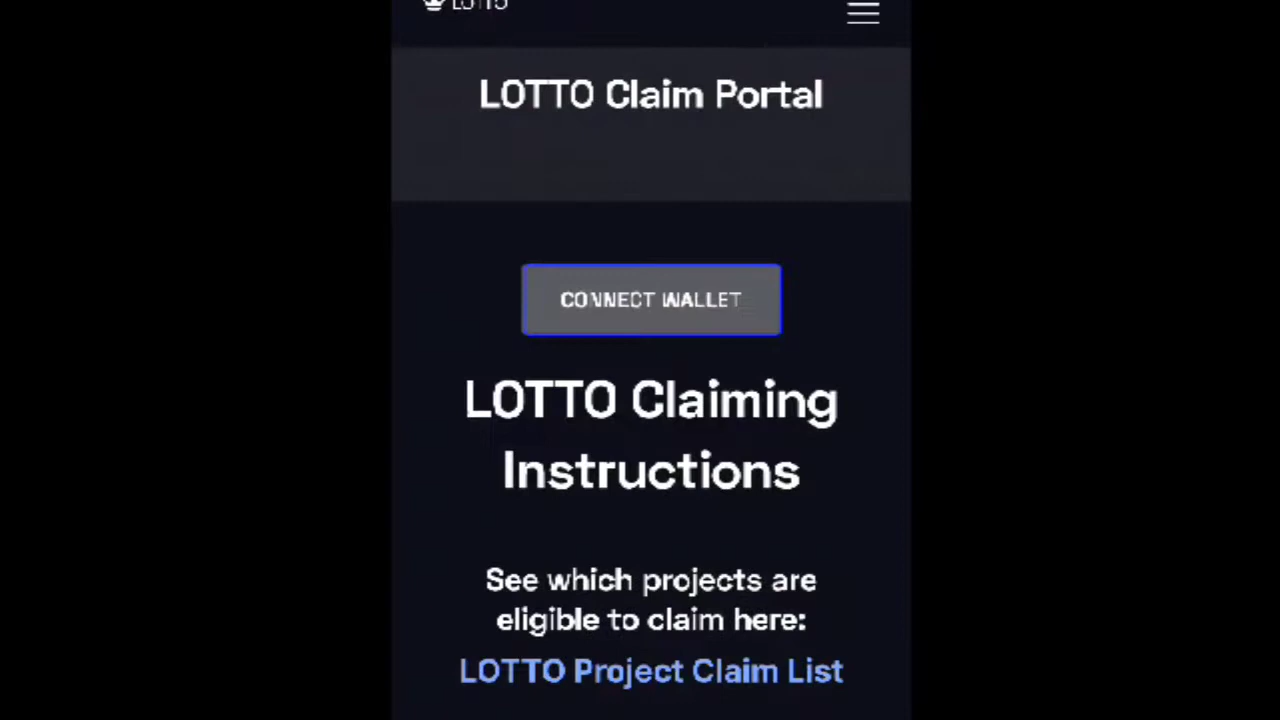 LOTTO
LOTTO Claim Portal
CONNECT WALLET
LOTTO Claiming
Instructions
See which projects are
eligible to claim here:
LOTTO Project Claim List